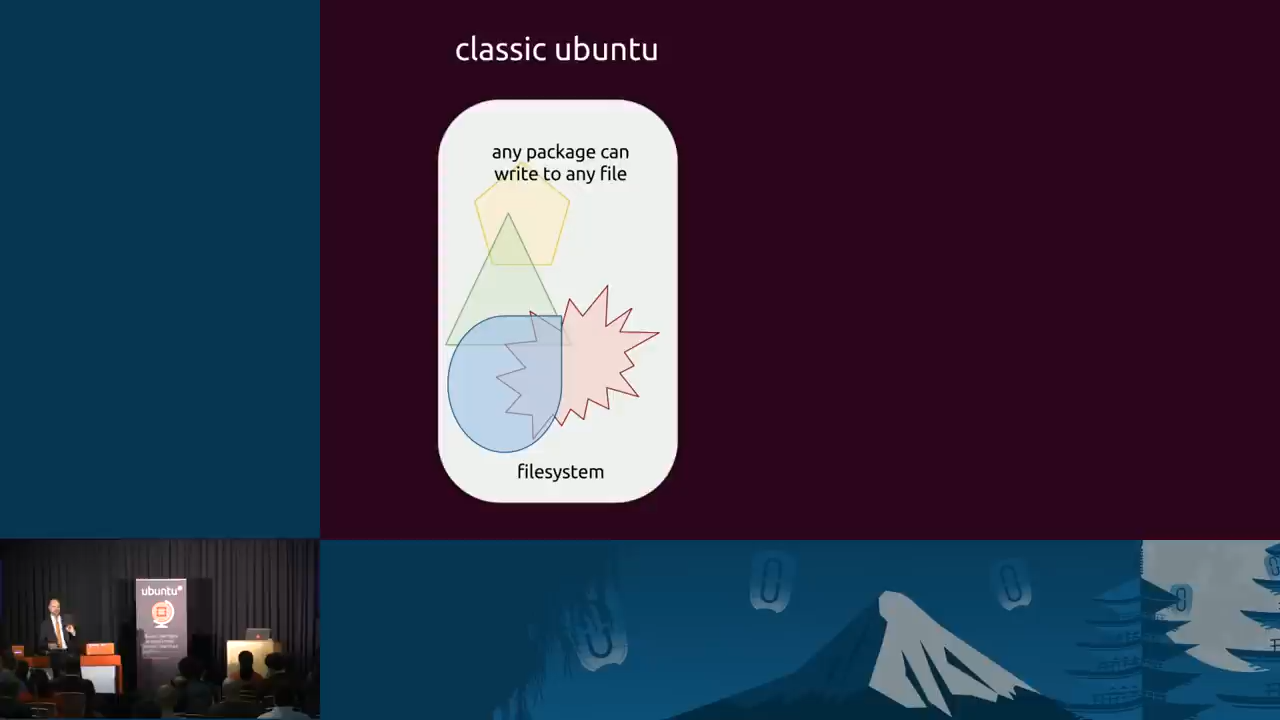 classic ubuntu
any package can
write to any file
filesystem
ubuntu